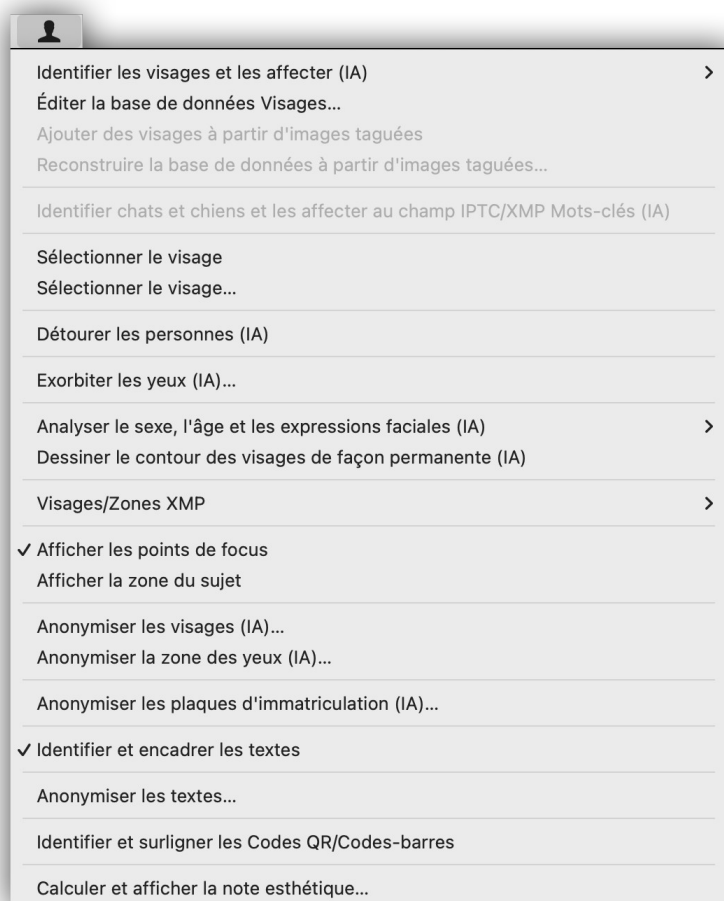 Identifier les visages et les affecter (IA)
Éditer la base de données Visages...
Ajouter des visages à partir d'images taguées
Reconstruire la base de données à partir d'images taguées...
Identifier chats et chiens et les affecter au champ IPTC/XMP Mots-clés (IA)
Sélectionner le visage
Sélectionner le visage...
Détourer les personnes (IA)
Exorbiter les yeux (IA)...
Analyser le sexe, l'âge et les expressions faciales (IA)
Dessiner le contour des visages de façon permanente (IA)
Visages/Zones XMP
Afficher les points de focus
Afficher la zone du sujet
Anonymiser les visages (IA)...
Anonymiser la zone des yeux (IA)...
Anonymiser les plaques d'immatriculation (IA)...
Identifier et encadrer les textes
Anonymiser les textes...
Identifier et surligner les Codes QR/Codes-barres
Calculer et afficher la note esthétique...